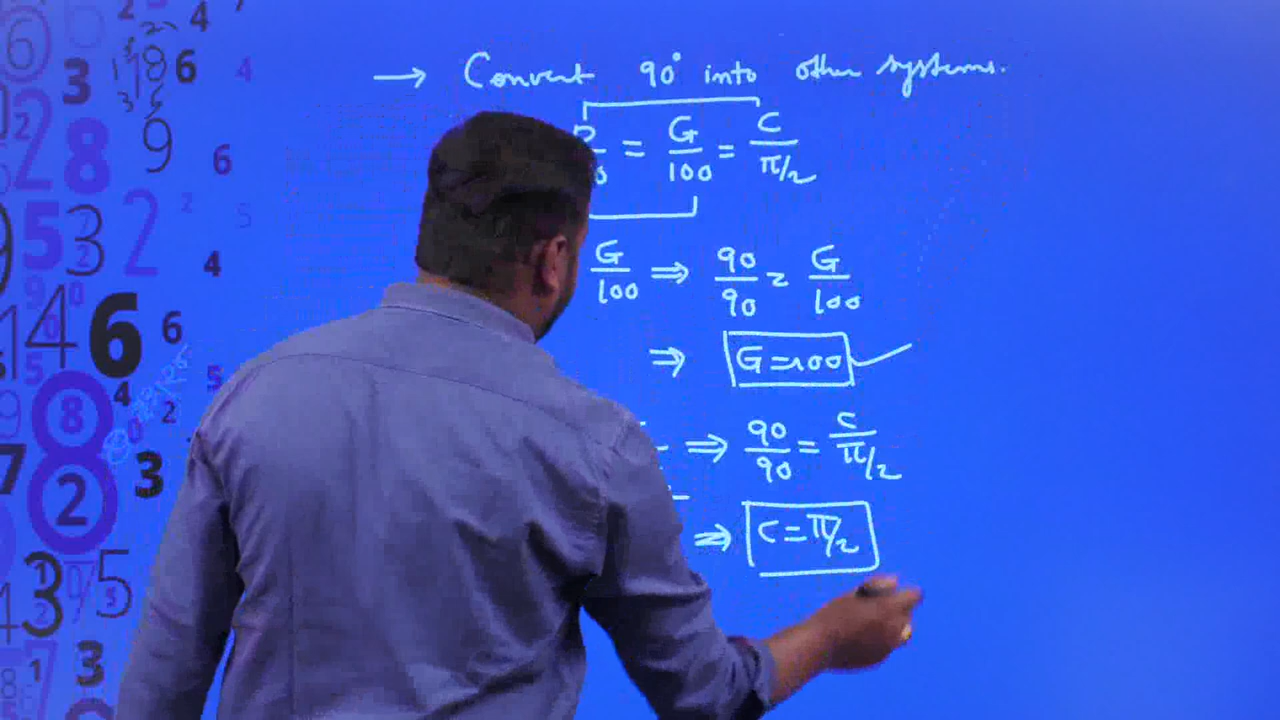 → Convert 90° into other systems.
= G/100 = C/π/2
G/100 ⇒ 90/90 = G/100
⇒ G=100
⇒ 90/90 = C/π/2
⇒ C=π/2